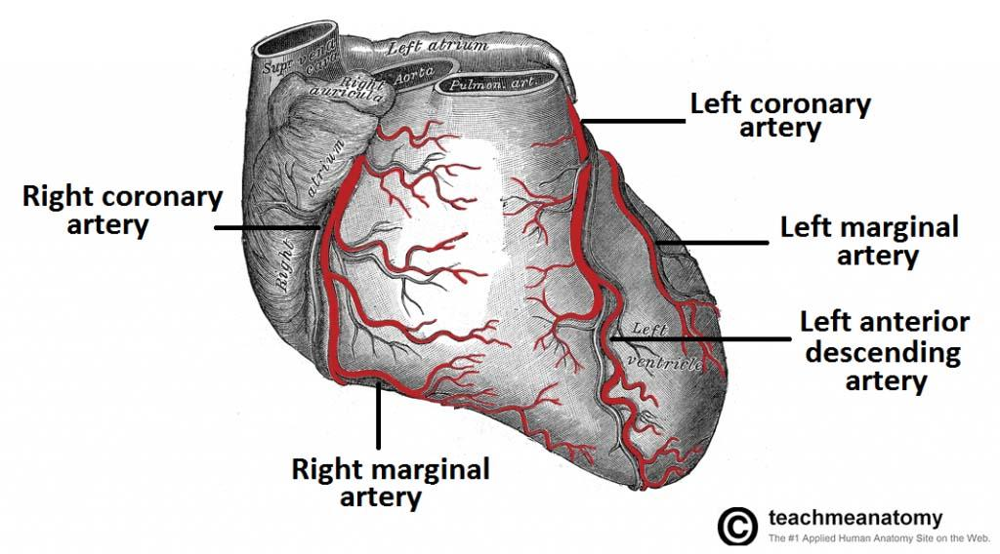 Supr. vena
cava
Left atrium
Aorta
Right
auricula
Pulmon. art.
Left coronary
artery
atrium
Right coronary
artery
Right
Left marginal
artery
Left
ventricle
Left anterior
descending
artery
Right marginal
artery
© teachmeanatomy
The #1 Applied Human Anatomy Site on the Web.